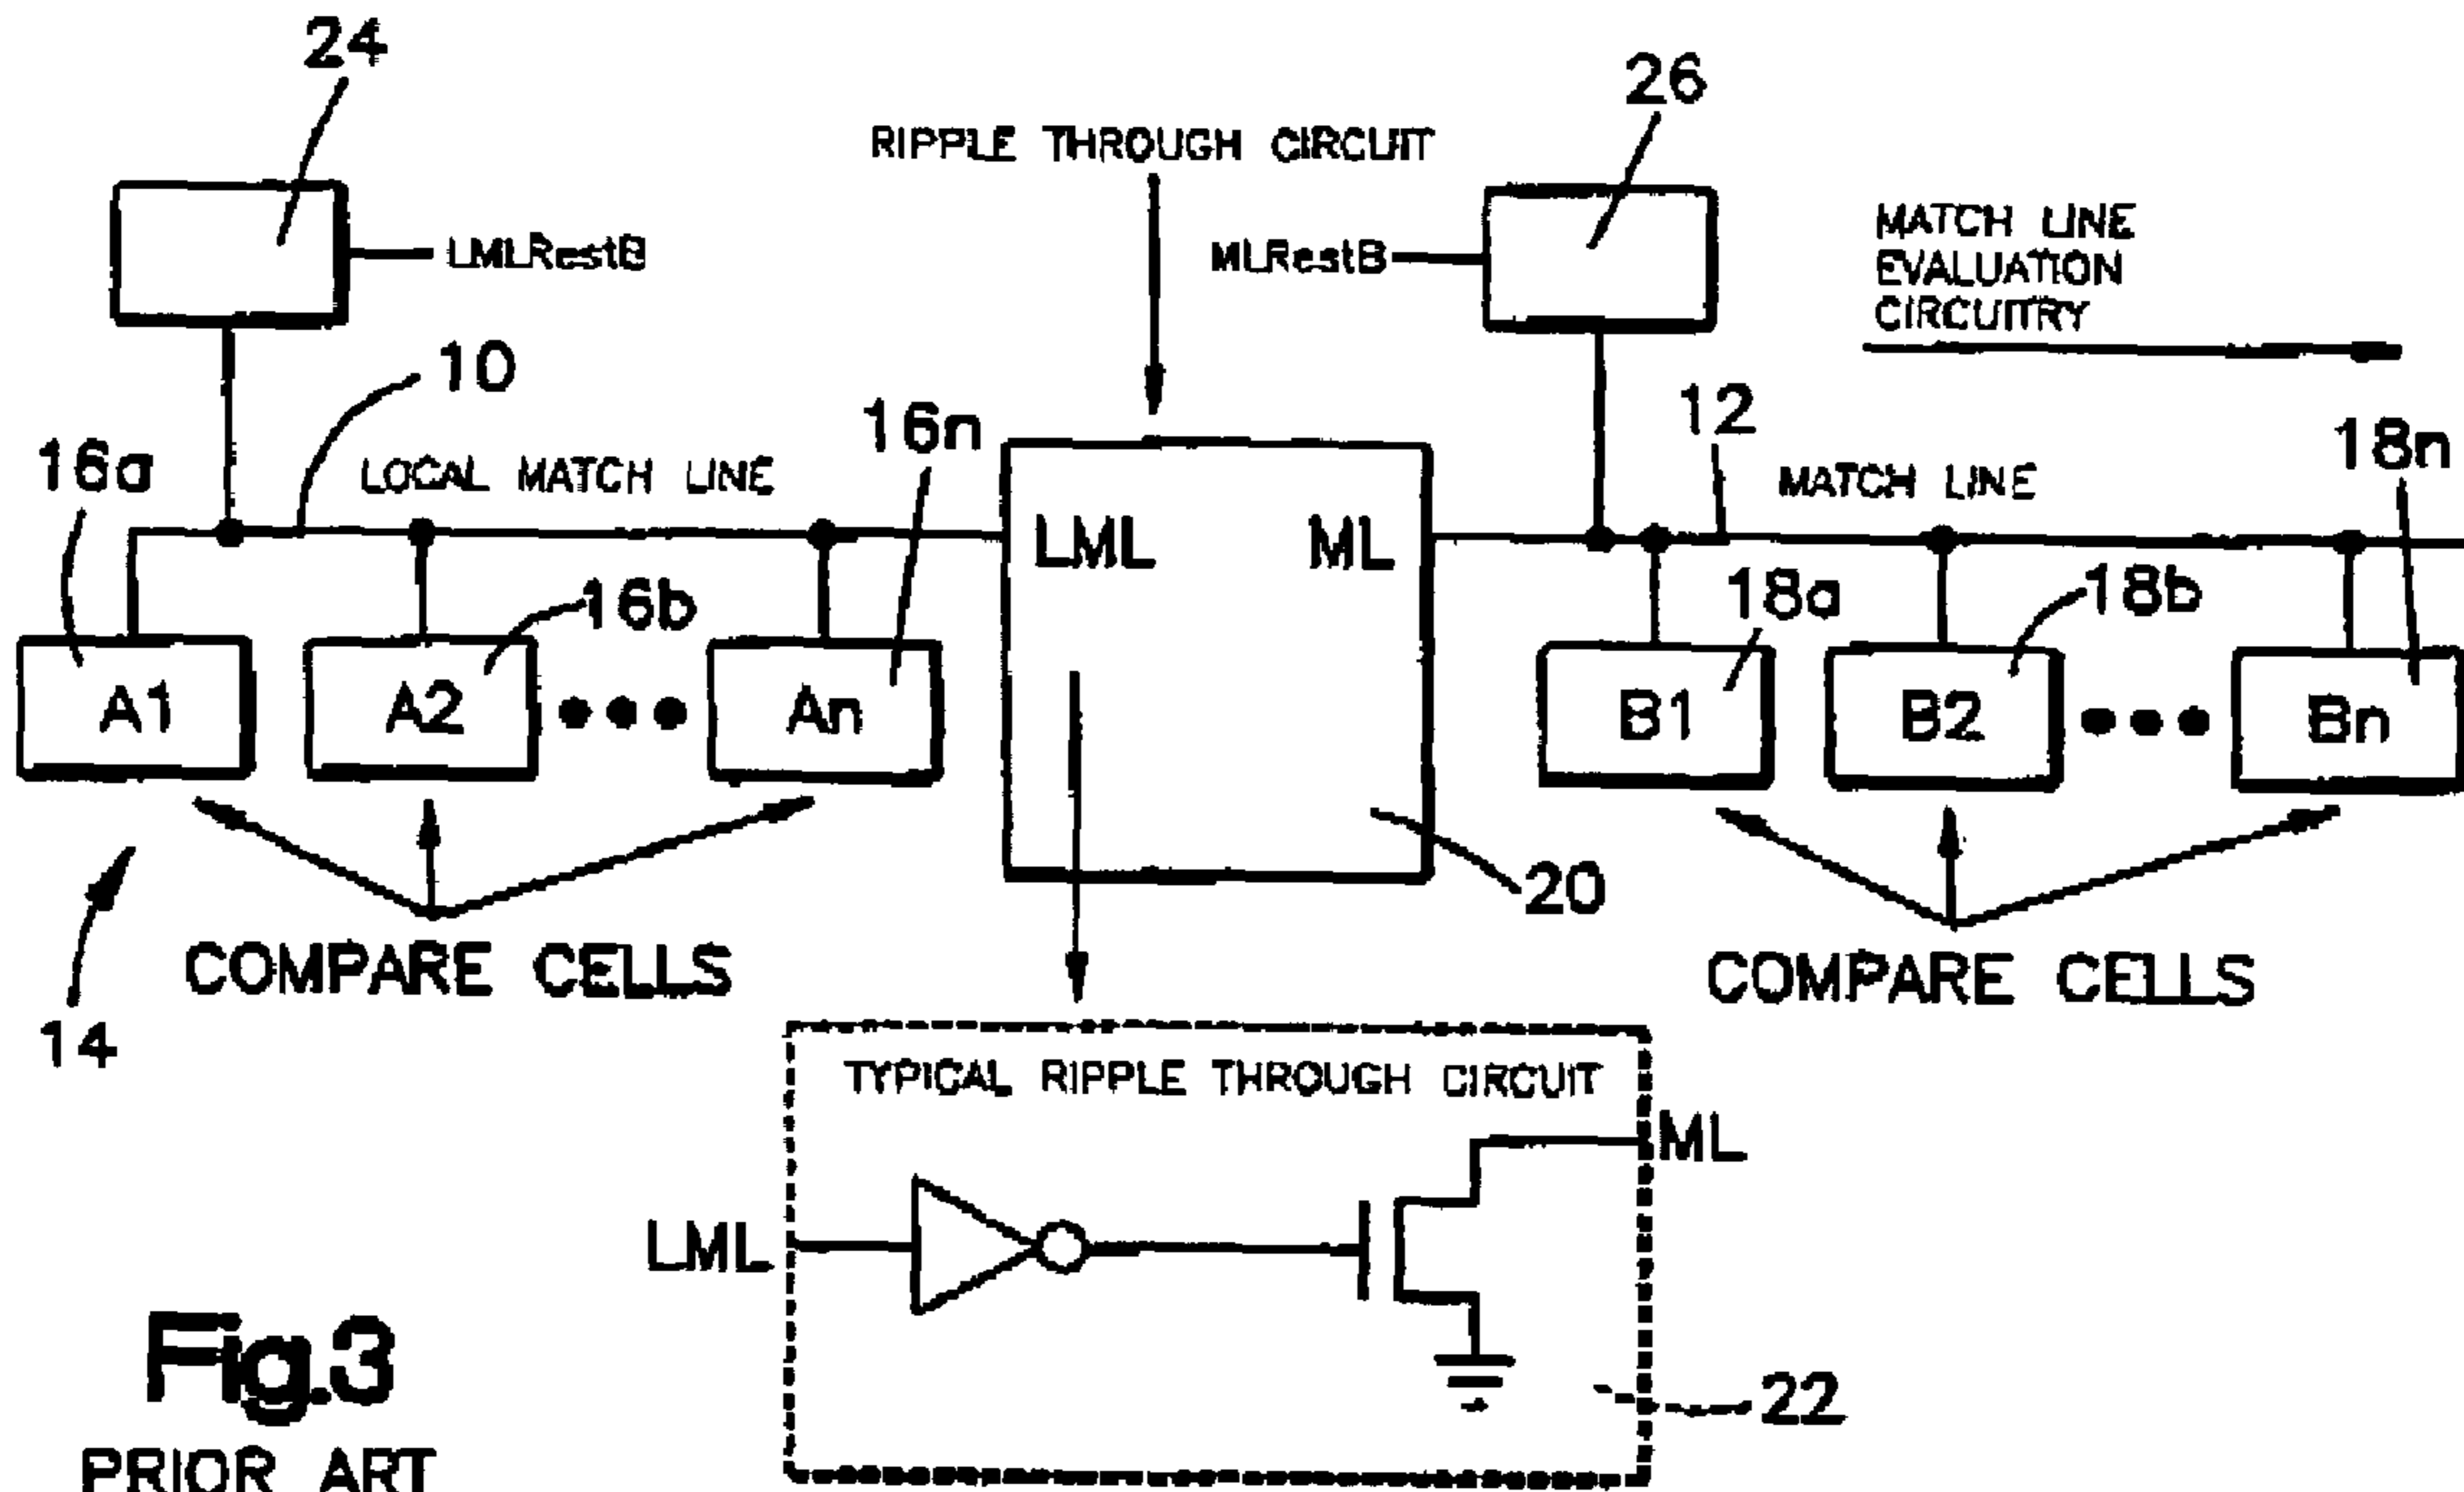 24
26
RIPPLE THROUGH CIRCUIT
LMLRestB
MLRestB
MATCH LINE
EVALUATION
CIRCUITRY
10
12
16a
16n
18n
LOCAL MATCH LINE
MATCH LINE
LML ML
16b
18a
18b
A1 A2 An
B1 B2 Bn
20
COMPARE CELLS
COMPARE CELLS
14
TYPICAL RIPPLE THROUGH CIRCUIT
ML
LML
22
Fig.3
PRIOR ART